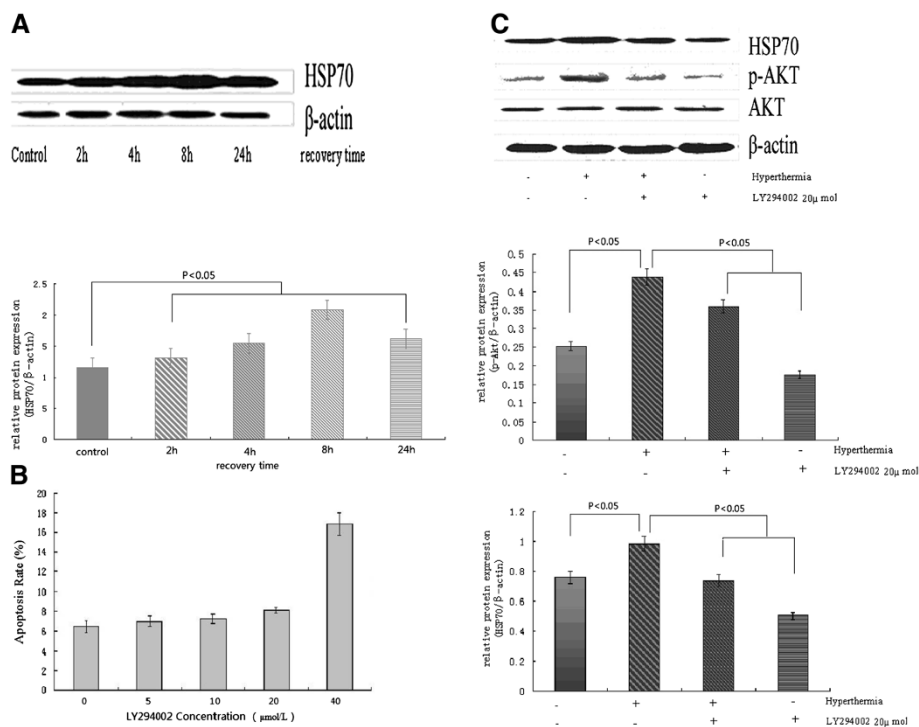 A
HSP70
β-actin
Control 2h 4h 8h 24h recovery time
P<0.05
relative protein expression
(HSP70/β-actin)
2.5
2
1.5
1
5
0
control 2h 4h 8h 24h
recovery time
B
Apoptosis Rate (%)
20
18
16
14
12
10
8
6
4
2
0
0 5 10 20 40
LY294002 Concentration ( μmol/L )
C
HSP70
p-AKT
AKT
β-actin
- + + - Hyperthermia
- - + + LY294002 20μ mol
P<0.05 P<0.05
relative protein expression
(p-Akt/β-actin)
0.5
0.45
0.4
0.35
0.3
0.25
0.2
0.15
0.1
0.05
0
- + + - Hyperthermia
- - + + LY294002 20μ mol
P<0.05 P<0.05
relative protein expression
(HSP70/β-actin)
1.2
1
0.8
0.6
0.4
0.2
0
- + + - Hyperthermia
- - + + LY294002 20μ mol